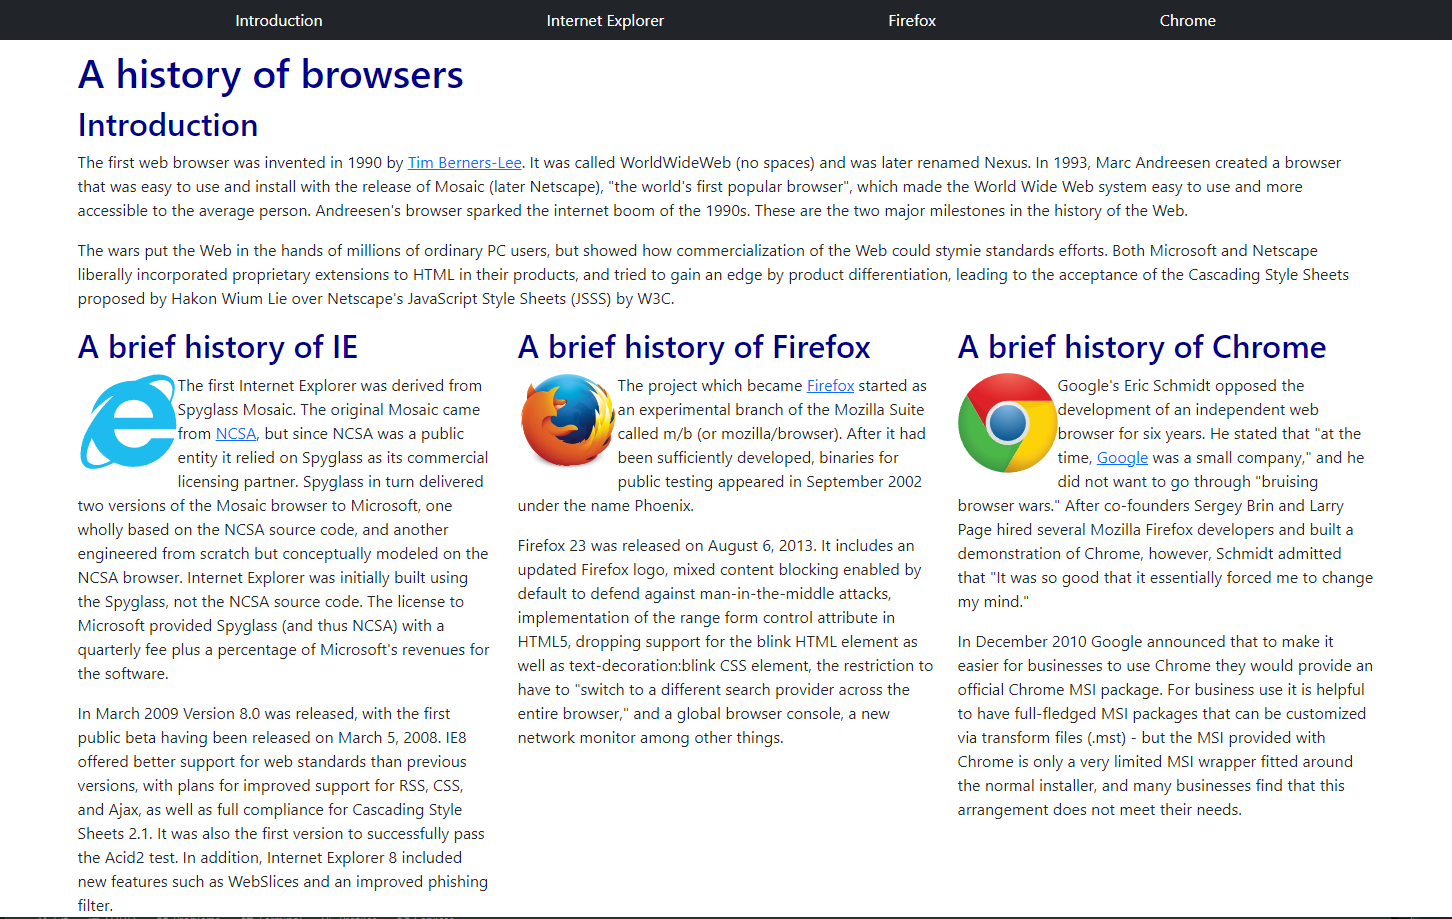 Introduction Internet Explorer Firefox Chrome
A history of browsers
Introduction
The first web browser was invented in 1990 by Tim Berners-Lee. It was called WorldWideWeb (no spaces) and was later renamed Nexus. In 1993, Marc Andreesen created a browser
that was easy to use and install with the release of Mosaic (later Netscape), "the world's first popular browser", which made the World Wide Web system easy to use and more
accessible to the average person. Andreesen's browser sparked the internet boom of the 1990s. These are the two major milestones in the history of the Web.
The wars put the Web in the hands of millions of ordinary PC users, but showed how commercialization of the Web could stymie standards efforts. Both Microsoft and Netscape
liberally incorporated proprietary extensions to HTML in their products, and tried to gain an edge by product differentiation, leading to the acceptance of the Cascading Style Sheets
proposed by Hakon Wium Lie over Netscape's JavaScript Style Sheets (JSSS) by W3C.
A brief history of IE
The first Internet Explorer was derived from
Spyglass Mosaic. The original Mosaic came
from NCSA, but since NCSA was a public
entity it relied on Spyglass as its commercial
licensing partner. Spyglass in turn delivered
two versions of the Mosaic browser to Microsoft, one
wholly based on the NCSA source code, and another
engineered from scratch but conceptually modeled on the
NCSA browser. Internet Explorer was initially built using
the Spyglass, not the NCSA source code. The license to
Microsoft provided Spyglass (and thus NCSA) with a
quarterly fee plus a percentage of Microsoft's revenues for
the software.
In March 2009 Version 8.0 was released, with the first
public beta having been released on March 5, 2008. IE8
offered better support for web standards than previous
versions, with plans for improved support for RSS, CSS,
and Ajax, as well as full compliance for Cascading Style
Sheets 2.1. It was also the first version to successfully pass
the Acid2 test. In addition, Internet Explorer 8 included
new features such as WebSlices and an improved phishing
filter.
A brief history of Firefox
The project which became Firefox started as
an experimental branch of the Mozilla Suite
called m/b (or mozilla/browser). After it had
been sufficiently developed, binaries for
public testing appeared in September 2002
under the name Phoenix.
Firefox 23 was released on August 6, 2013. It includes an
updated Firefox logo, mixed content blocking enabled by
default to defend against man-in-the-middle attacks,
implementation of the range form control attribute in
HTML5, dropping support for the blink HTML element as
well as text-decoration:blink CSS element, the restriction to
have to "switch to a different search provider across the
entire browser," and a global browser console, a new
network monitor among other things.
A brief history of Chrome
Google's Eric Schmidt opposed the
development of an independent web
browser for six years. He stated that "at the
time, Google was a small company," and he
did not want to go through "bruising
browser wars." After co-founders Sergey Brin and Larry
Page hired several Mozilla Firefox developers and built a
demonstration of Chrome, however, Schmidt admitted
that "It was so good that it essentially forced me to change
my mind."
In December 2010 Google announced that to make it
easier for businesses to use Chrome they would provide an
official Chrome MSI package. For business use it is helpful
to have full-fledged MSI packages that can be customized
via transform files (.mst) - but the MSI provided with
Chrome is only a very limited MSI wrapper fitted around
the normal installer, and many businesses find that this
arrangement does not meet their needs.